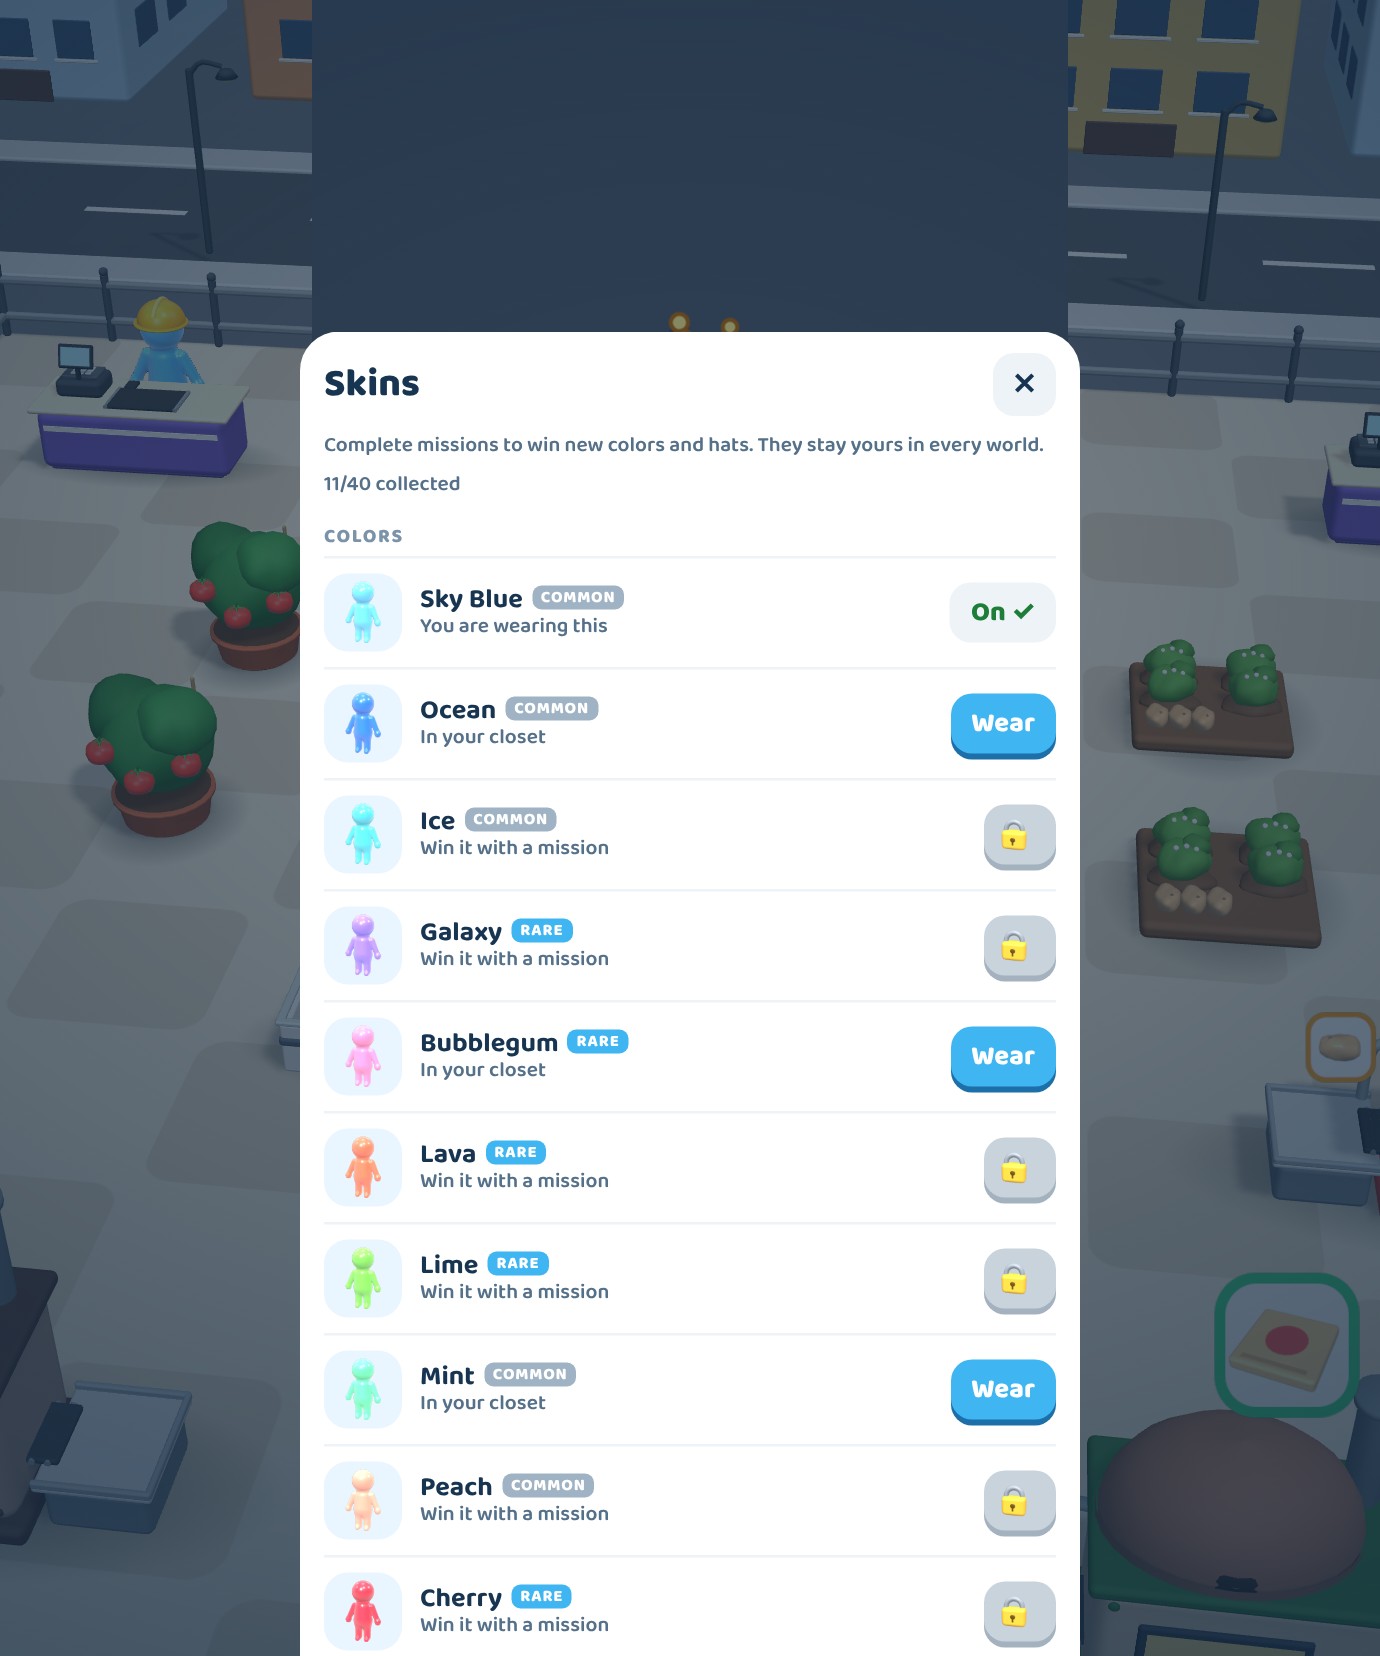 Skins
Complete missions to win new colors and hats. They stay yours in every world.
11/40 collected
COLORS
Sky Blue COMMON
You are wearing this
On ✔
Ocean COMMON
In your closet
Wear
Ice COMMON
Win it with a mission
Galaxy RARE
Win it with a mission
Bubblegum RARE
In your closet
Wear
Lava RARE
Win it with a mission
Lime RARE
Win it with a mission
Mint COMMON
In your closet
Wear
Peach COMMON
Win it with a mission
Cherry RARE
Win it with a mission